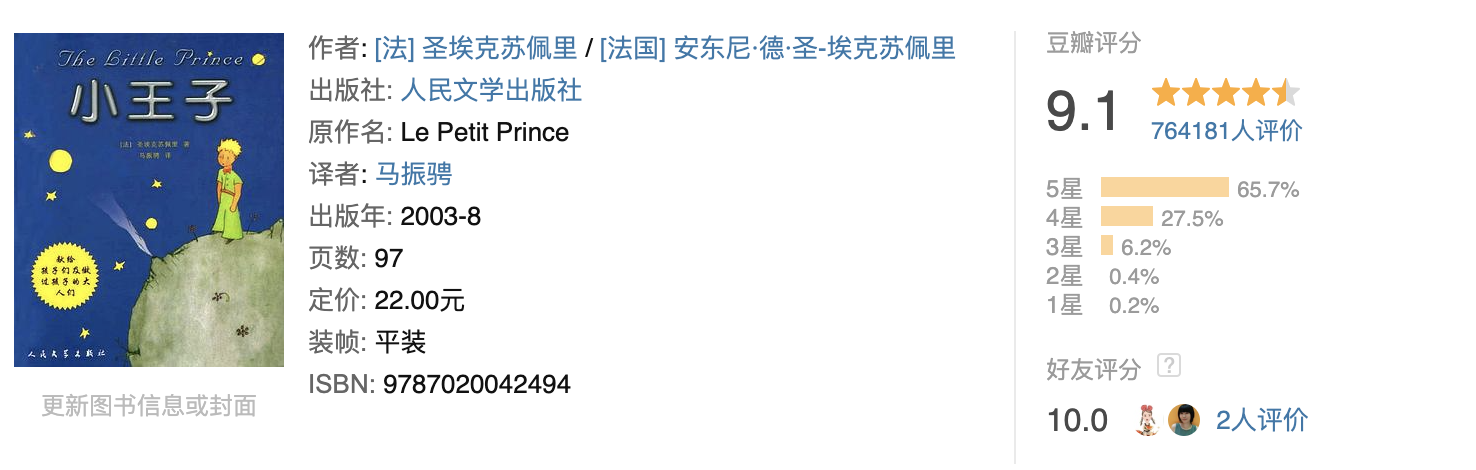 The Little Prince
小王子
[法] 圣埃克苏佩里 著
马振骋 译
献给
孩子们及做
过孩子的大
人们
人民文学出版社
更新图书信息或封面
作者: [法] 圣埃克苏佩里 / [法国] 安东尼·德·圣-埃克苏佩里
出版社: 人民文学出版社
原作名: Le Petit Prince
译者: 马振骋
出版年: 2003-8
页数: 97
定价: 22.00元
装帧: 平装
ISBN: 9787020042494
豆瓣评分
9.1
764181人评价
5星 65.7%
4星 27.5%
3星 6.2%
2星 0.4%
1星 0.2%
好友评分 ?
10.0 2人评价